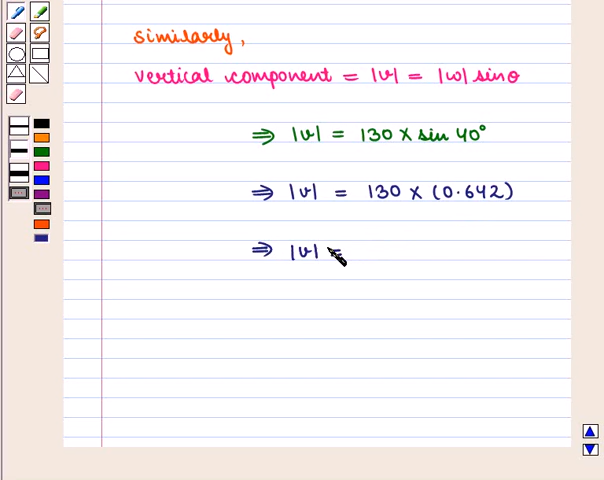 similarly,
vertical component = |v| = |w| sinθ
⇒ |v| = 130 × sin 40°
⇒ |v| = 130 × (0.642)
⇒ |v| =